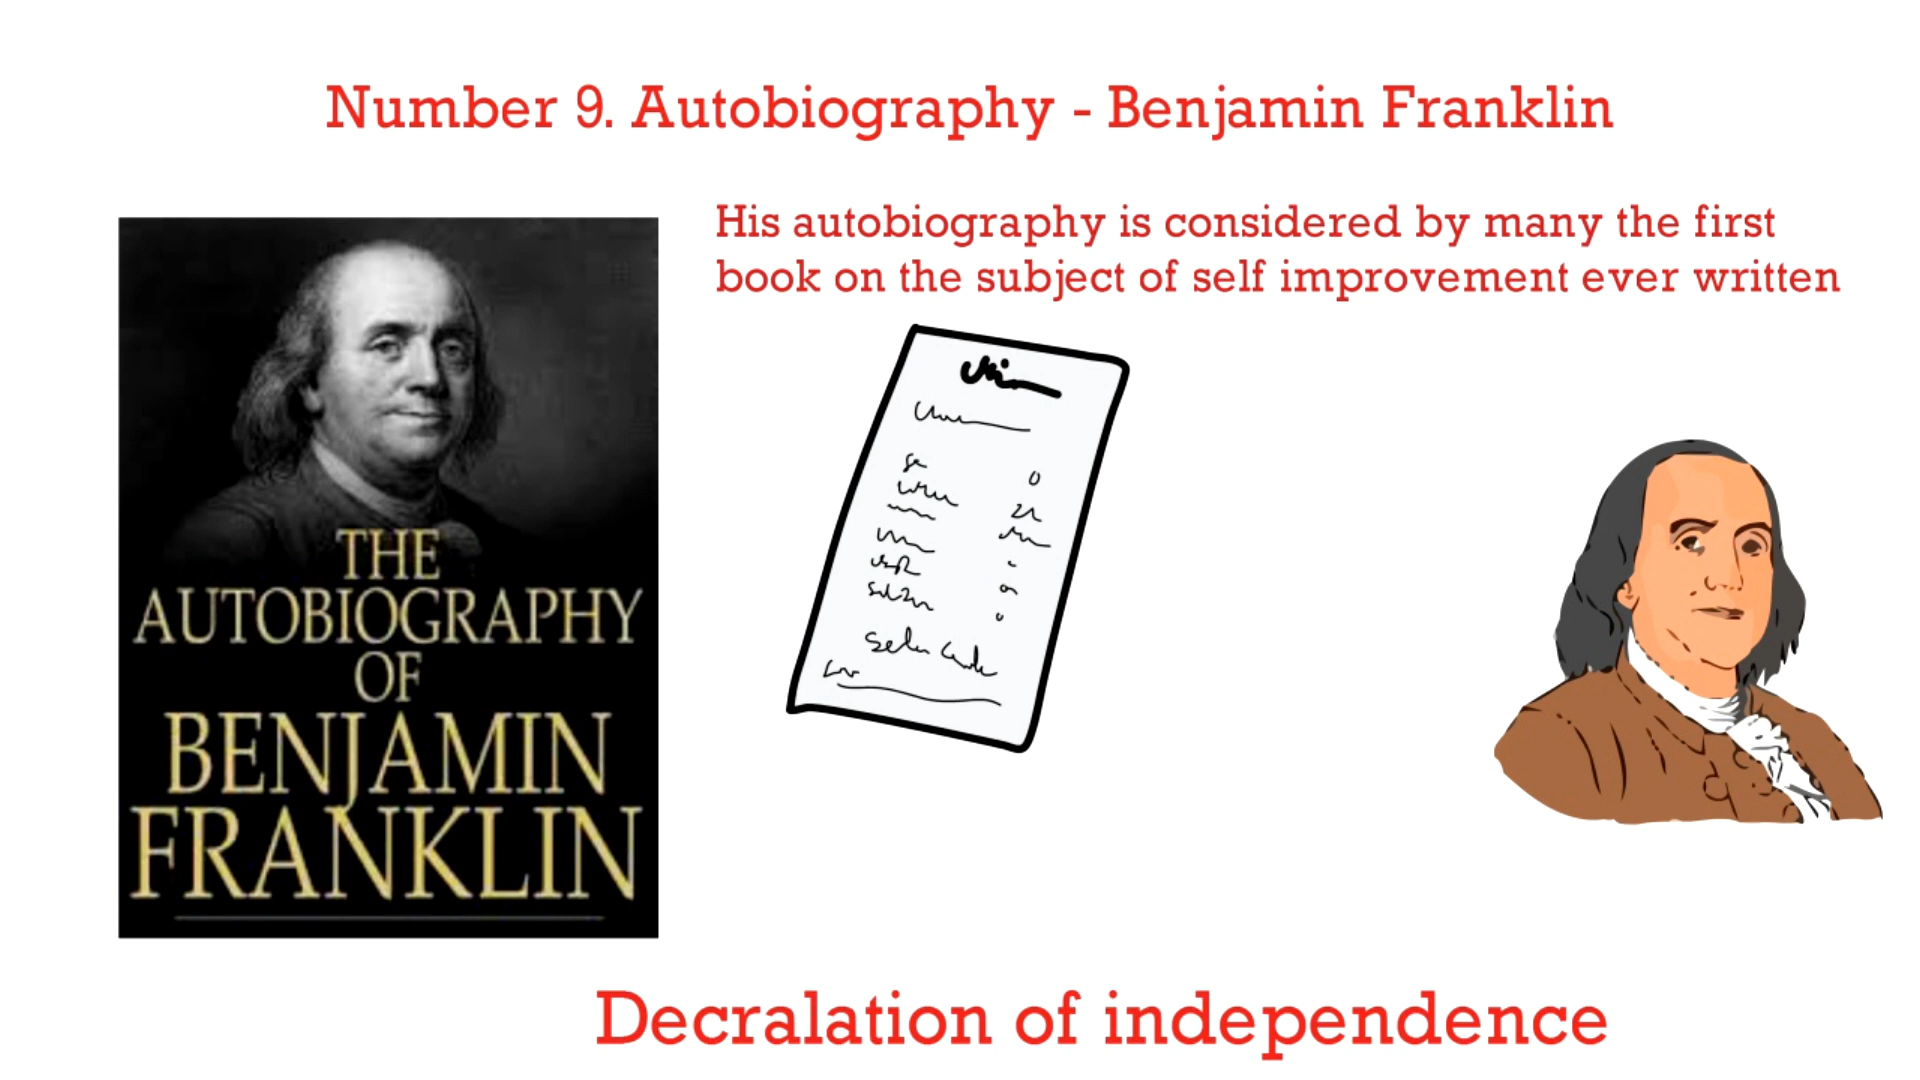 Number 9. Autobiography - Benjamin Franklin
His autobiography is considered by many the first
book on the subject of self improvement ever written
THE
AUTOBIOGRAPHY
OF
BENJAMIN
FRANKLIN
Decralation of independence